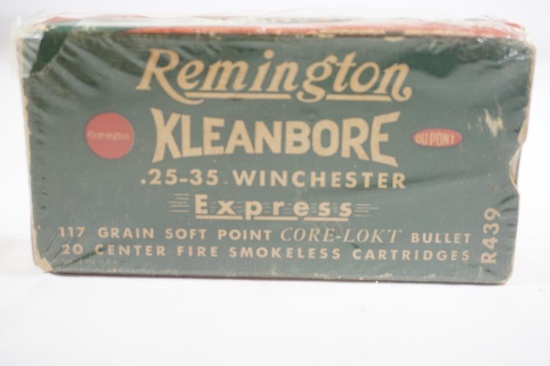 Remington
Remington
KLEANBORE
DU PONT
.25-35 WINCHESTER
Express
117 GRAIN SOFT POINT CORE-LOKT BULLET
20 CENTER FIRE SMOKELESS CARTRIDGES
R439